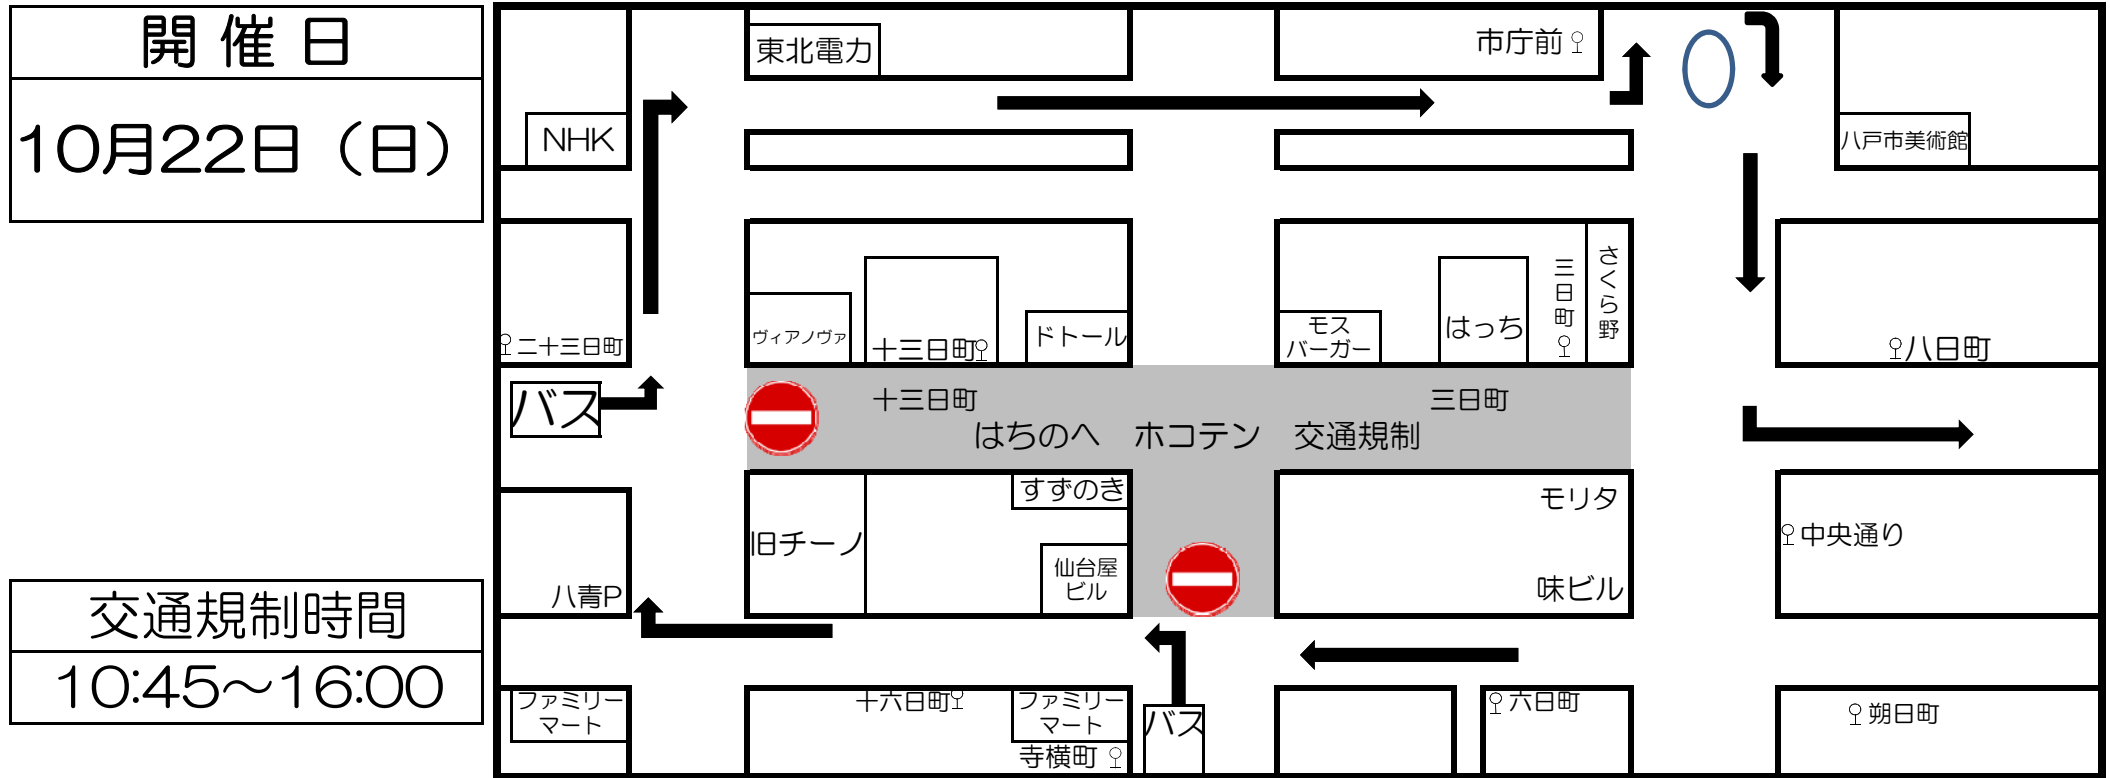 開催日
10月22日（日）
交通規制時間
10:45～16:00
東北電力
市庁前
NHK
八戸市美術館
二十三日町
ヴィアノヴァ
十三日町
ドトール
モス
バーガー
はっち
三日町
さくら野
八日町
バス
十三日町
三日町
はちのへ　ホコテン　交通規制
旧チーノ
すずのき
仙台屋
ビル
モリタ
味ビル
中央通り
八青P
ファミリー
マート
十六日町
ファミリー
マート
寺横町
バス
六日町
朔日町